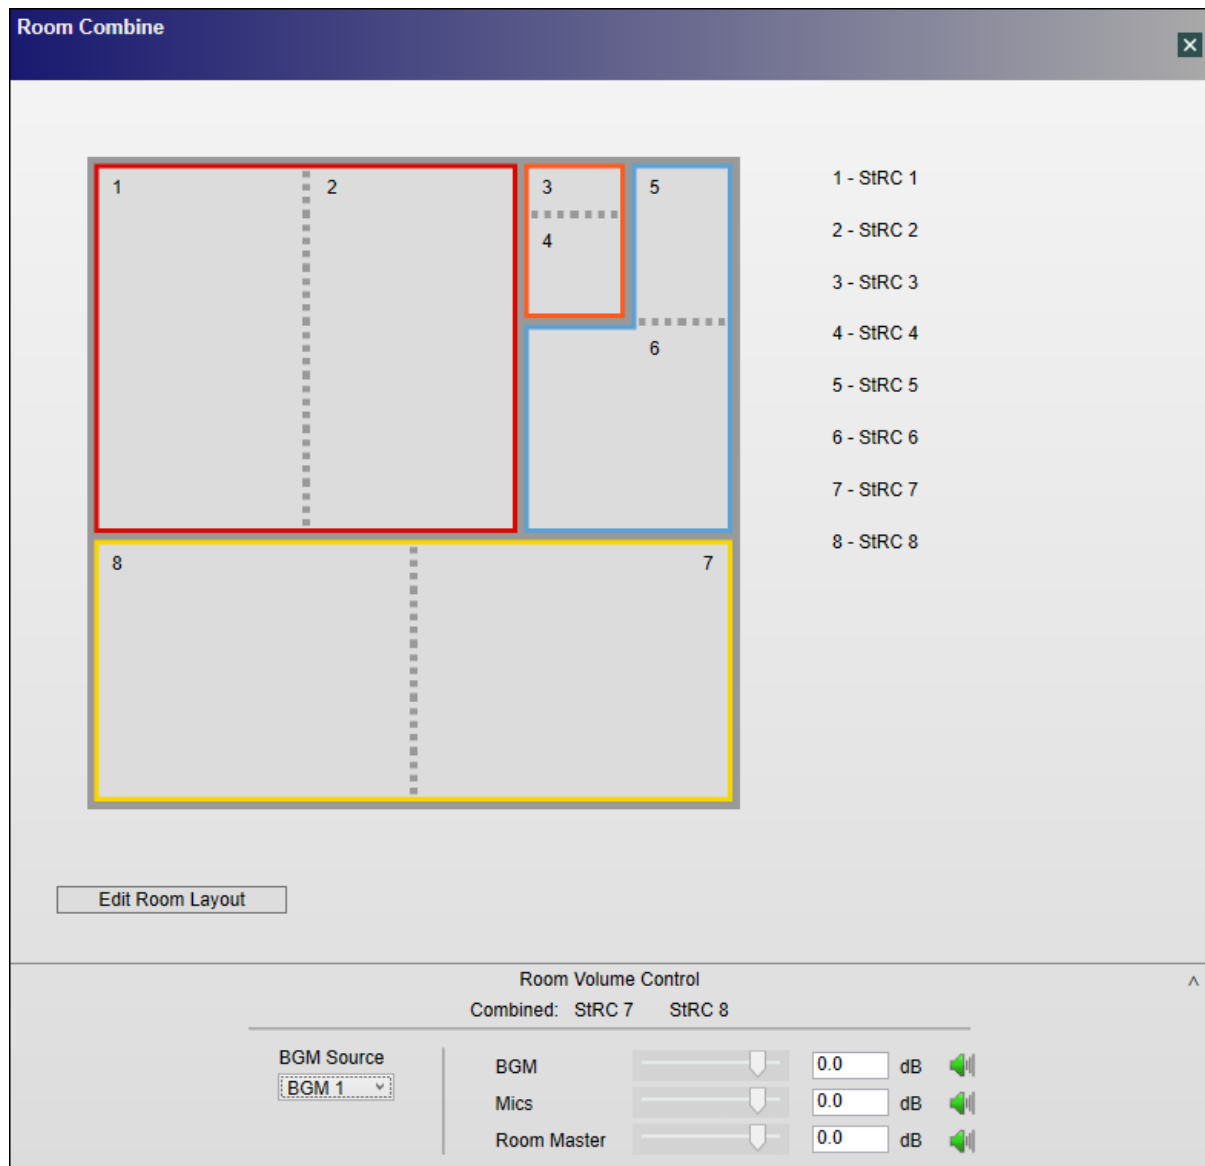 Room Combine
1 2 3 5
4
6
8 7
1 - StRC 1
2 - StRC 2
3 - StRC 3
4 - StRC 4
5 - StRC 5
6 - StRC 6
7 - StRC 7
8 - StRC 8
Edit Room Layout
Room Volume Control
Combined: StRC 7 StRC 8
BGM Source
BGM 1
BGM 0.0 dB
Mics 0.0 dB
Room Master 0.0 dB